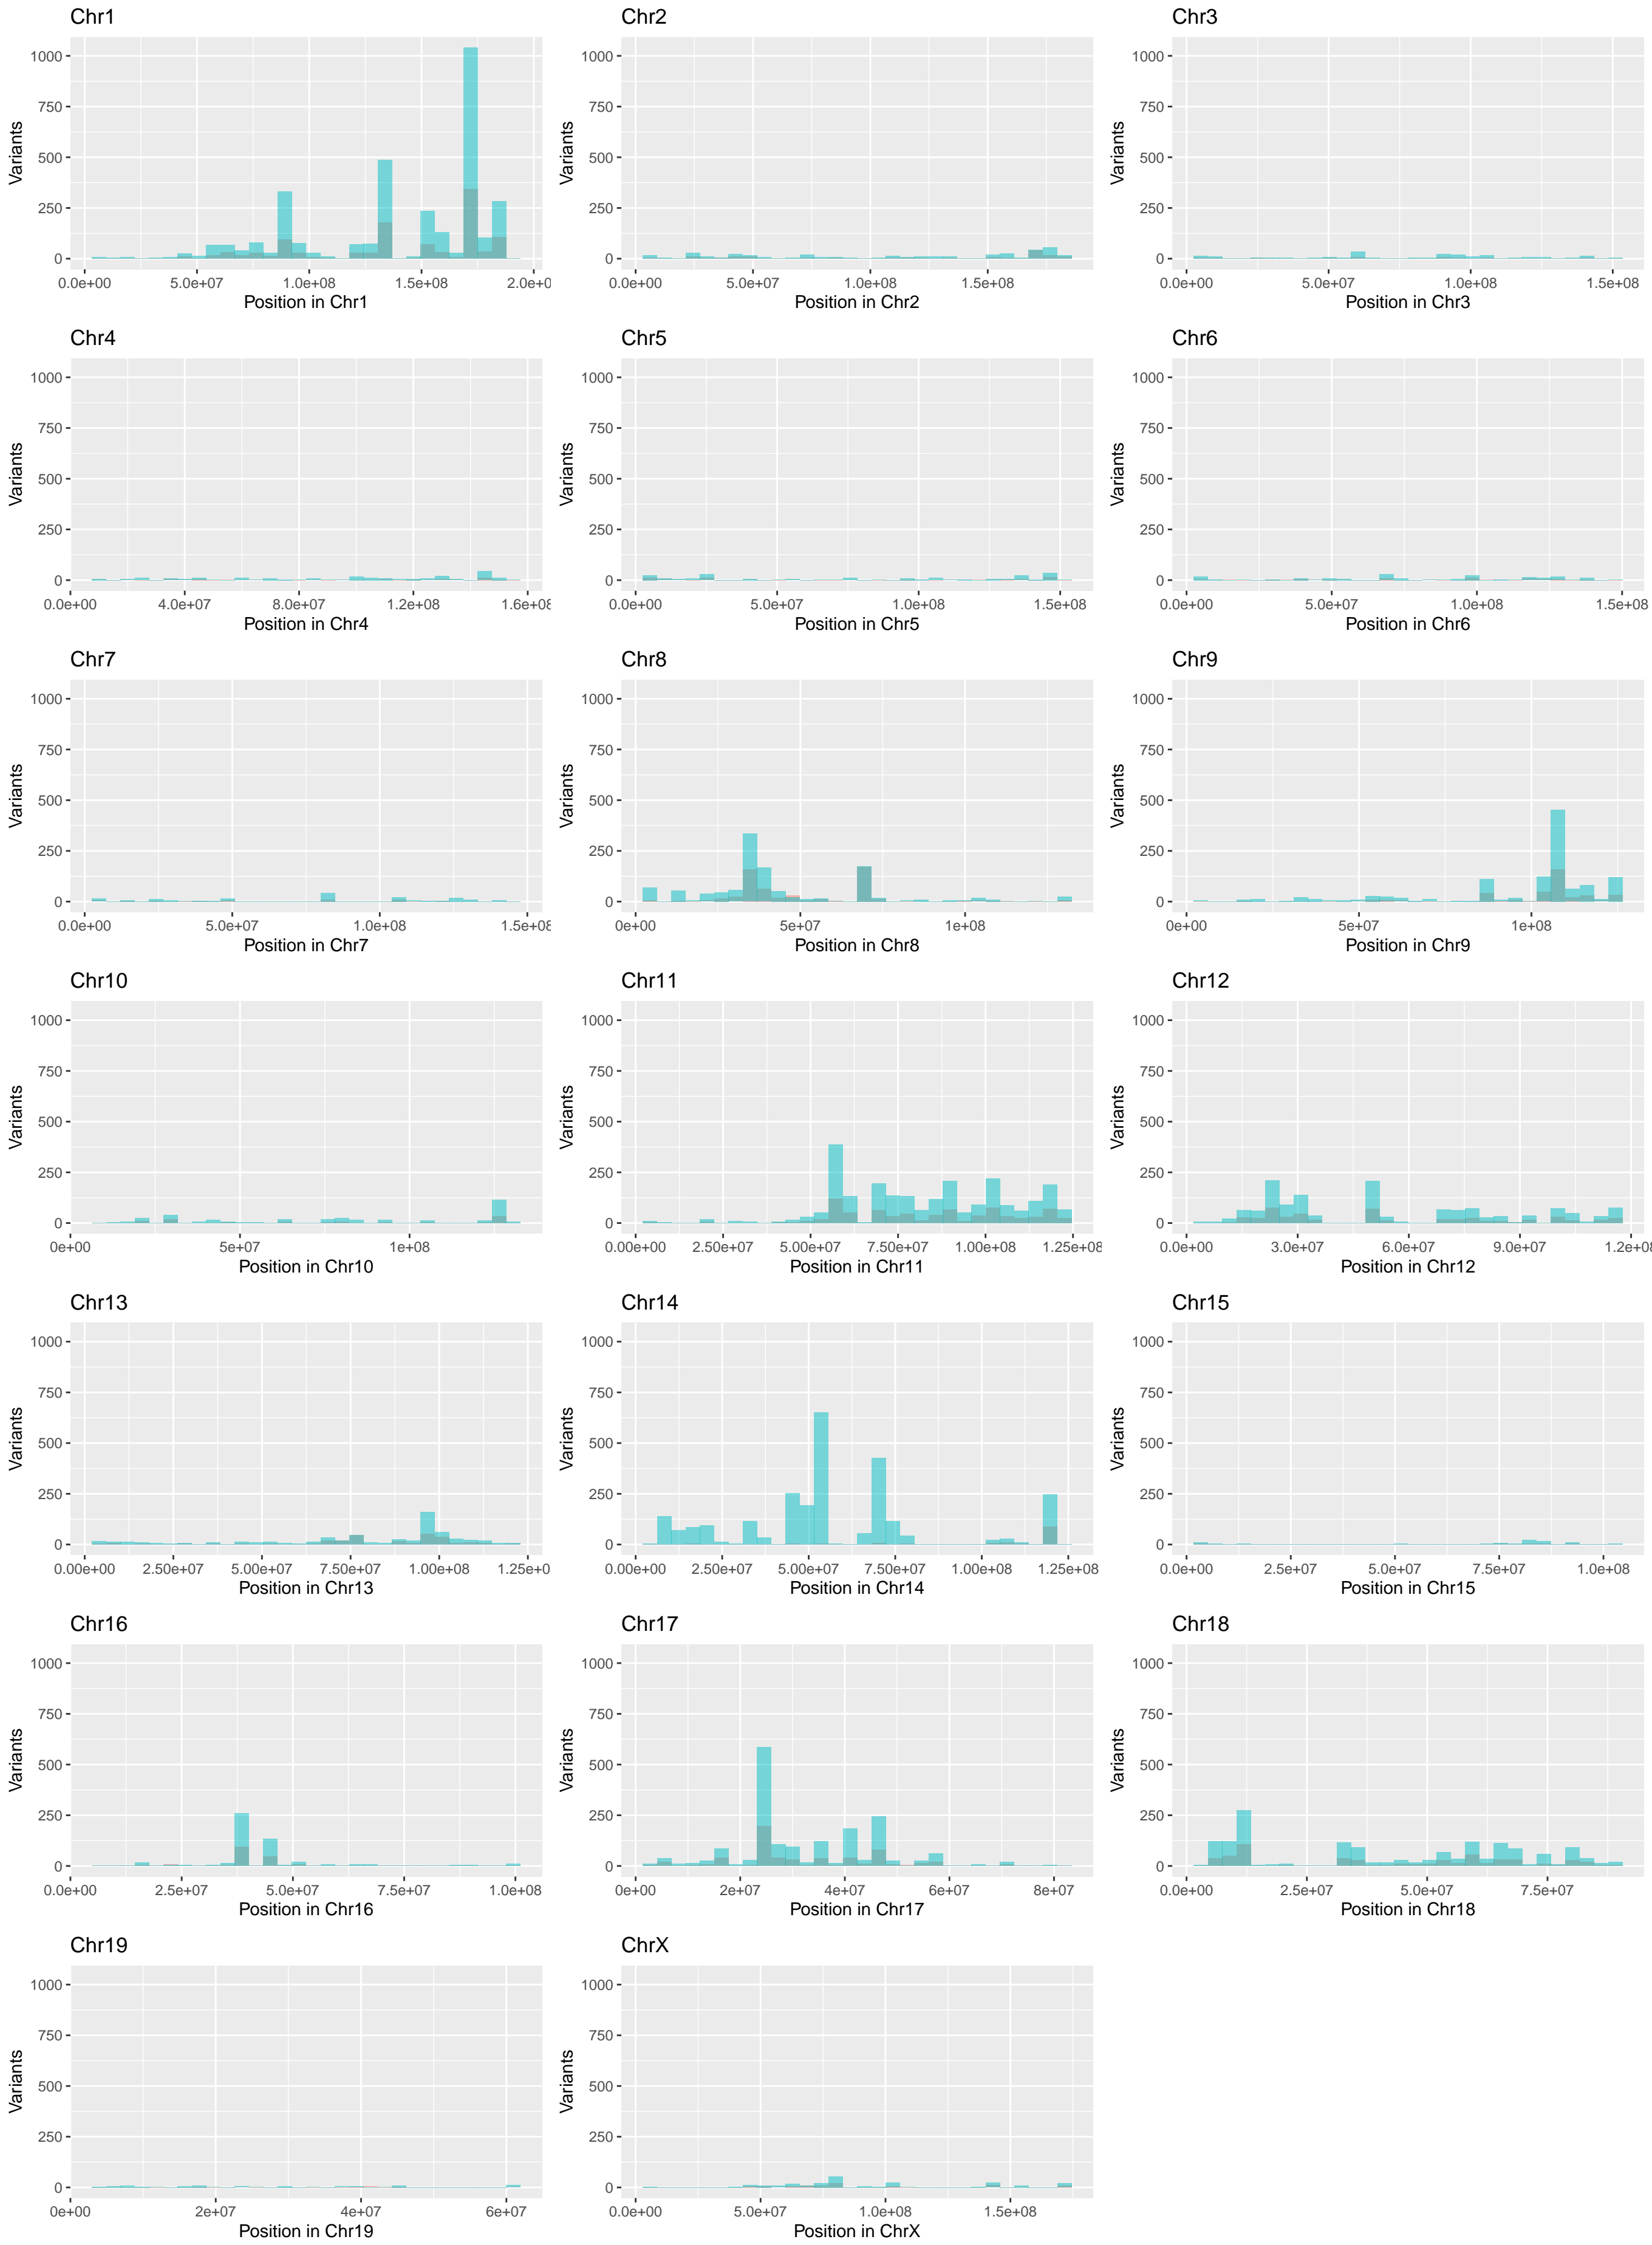 Chr1 Chr2 Chr3
1000 1000 1000
750 750 750
Variants Variants Variants
500 500 500
250 250 250
0 0 0
0.0e+00 5.0e+07 1.0e+08 1.5e+08 2.0e+0 0.0e+00 5.0e+07 1.0e+08 1.5e+08 0.0e+00 5.0e+07 1.0e+08 1.5e+08
Position in Chr1 Position in Chr2 Position in Chr3
Chr4 Chr5 Chr6
1000 1000 1000
750 750 750
Variants Variants Variants
500 500 500
250 250 250
0 0 0
0.0e+00 4.0e+07 8.0e+07 1.2e+08 1.6e+08 0.0e+00 5.0e+07 1.0e+08 1.5e+08 0.0e+00 5.0e+07 1.0e+08 1.5e+08
Position in Chr4 Position in Chr5 Position in Chr6
Chr7 Chr8 Chr9
1000 1000 1000
750 750 750
Variants Variants Variants
500 500 500
250 250 250
0 0 0
0.0e+00 5.0e+07 1.0e+08 1.5e+08 0e+00 5e+07 1e+08 0e+00 5e+07 1e+08
Position in Chr7 Position in Chr8 Position in Chr9
Chr10 Chr11 Chr12
1000 1000 1000
750 750 750
Variants Variants Variants
500 500 500
250 250 250
0 0 0
0e+00 5e+07 1e+08 0.00e+00 2.50e+07 5.00e+07 7.50e+07 1.00e+08 1.25e+08 0.0e+00 3.0e+07 6.0e+07 9.0e+07 1.2e+08
Position in Chr10 Position in Chr11 Position in Chr12
Chr13 Chr14 Chr15
1000 1000 1000
750 750 750
Variants Variants Variants
500 500 500
250 250 250
0 0 0
0.00e+00 2.50e+07 5.00e+07 7.50e+07 1.00e+08 1.25e+0 0.00e+00 2.50e+07 5.00e+07 7.50e+07 1.00e+08 1.25e+08 0.0e+00 2.5e+07 5.0e+07 7.5e+07 1.0e+08
Position in Chr13 Position in Chr14 Position in Chr15
Chr16 Chr17 Chr18
1000 1000 1000
750 750 750
Variants Variants Variants
500 500 500
250 250 250
0 0 0
0.0e+00 2.5e+07 5.0e+07 7.5e+07 1.0e+08 0e+00 2e+07 4e+07 6e+07 8e+07 0.0e+00 2.5e+07 5.0e+07 7.5e+07
Position in Chr16 Position in Chr17 Position in Chr18
Chr19 ChrX
1000 1000
750 750
Variants Variants
500 500
250 250
0 0
0e+00 2e+07 4e+07 6e+07 0.0e+00 5.0e+07 1.0e+08 1.5e+08
Position in Chr19 Position in ChrX